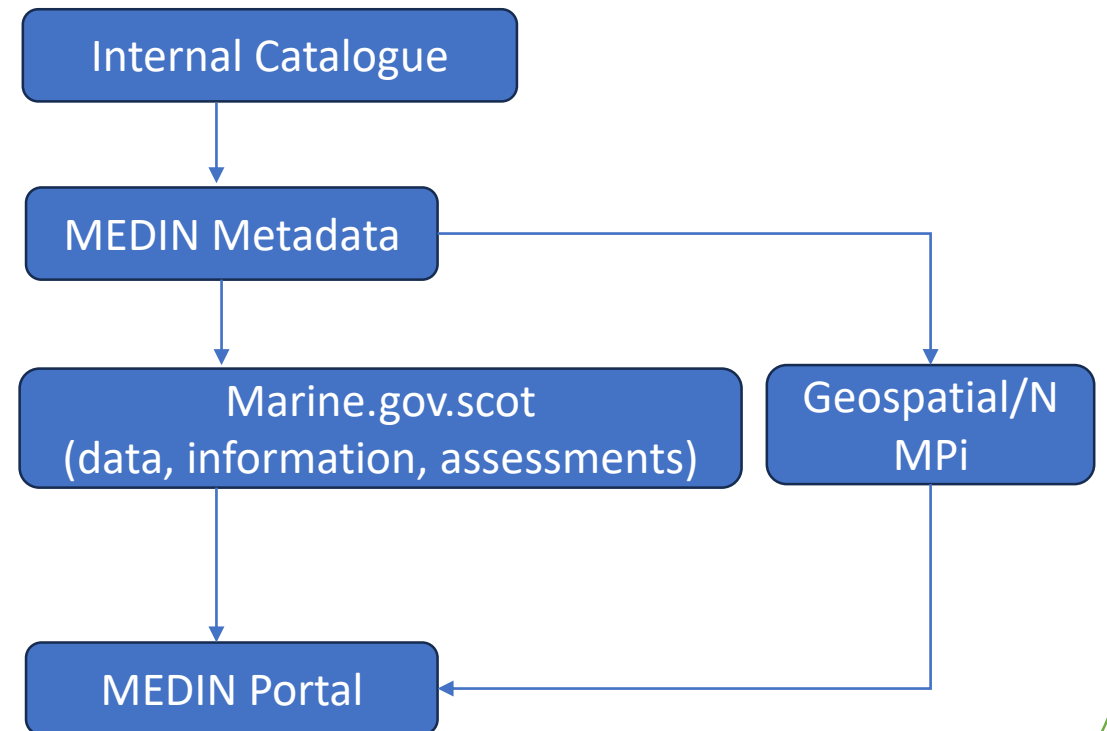 Internal Catalogue
MEDIN Metadata
Marine.gov.scot
(data, information, assessments)
Geospatial/N
MPi
MEDIN Portal